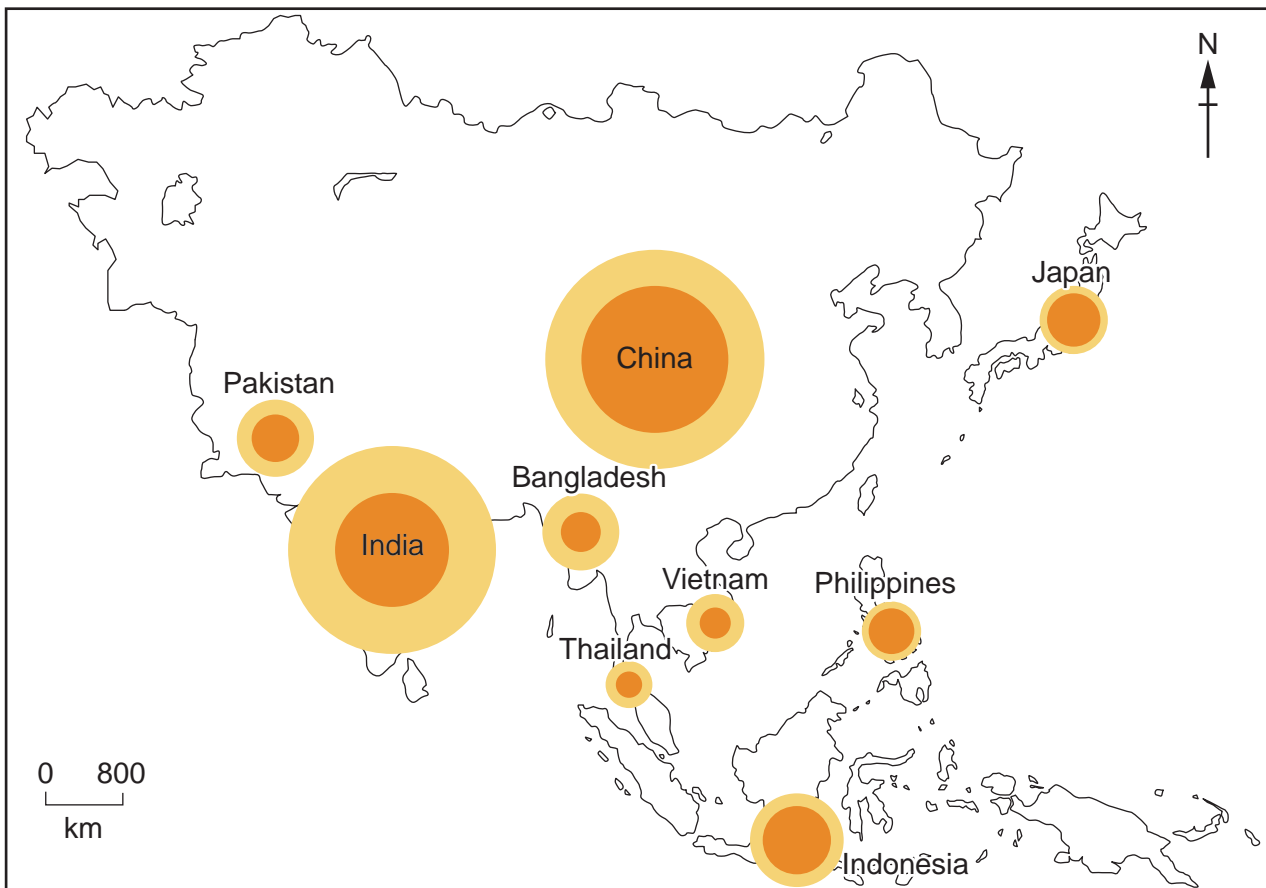 N
Japan
China
Pakistan
Bangladesh
India
Vietnam
Philippines
Thailand
0 800
km
Indonesia